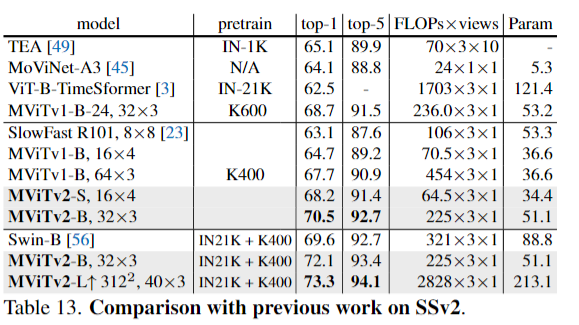 model pretrain top-1 top-5 FLOPs×views Param
TEA [49] IN-1K 65.1 89.9 70×3×10 -
MoViNet-A3 [45] N/A 64.1 88.8 24×1×1 5.3
ViT-B-TimeSformer [3] IN-21K 62.5 - 1703×3×1 121.4
MViTv1-B-24, 32×3 K600 68.7 91.5 236.0×3×1 53.2
SlowFast R101, 8×8 [23] 63.1 87.6 106×3×1 53.3
MViTv1-B, 16×4 64.7 89.2 70.5×3×1 36.6
MViTv1-B, 64×3 K400 67.7 90.9 454×3×1 36.6
MViTv2-S, 16×4 68.2 91.4 64.5×3×1 34.4
MViTv2-B, 32×3 70.5 92.7 225×3×1 51.1
Swin-B [56] IN21K + K400 69.6 92.7 321×3×1 88.8
MViTv2-B, 32×3 IN21K + K400 72.1 93.4 225×3×1 51.1
MViTv2-L↑ 312², 40×3 IN21K + K400 73.3 94.1 2828×3×1 213.1
Table 13. Comparison with previous work on SSv2.